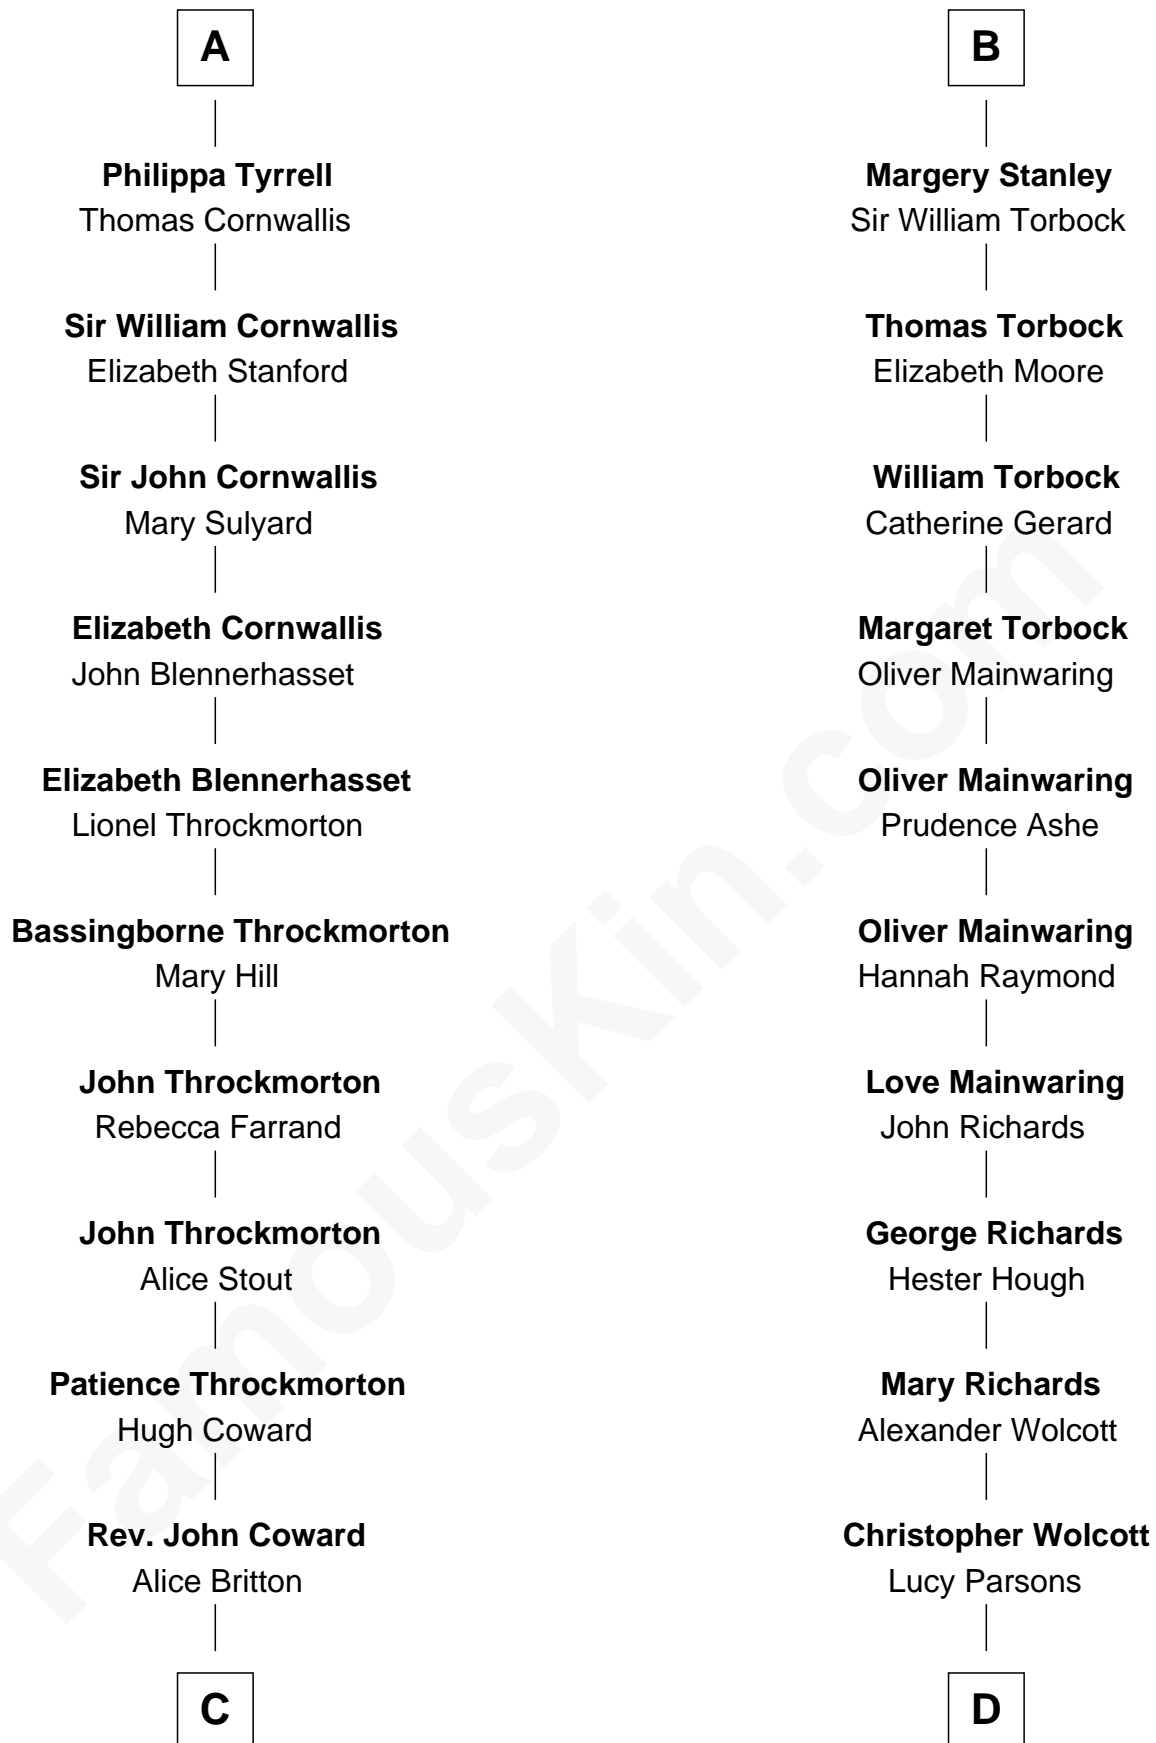 A
Philippa Tyrrell
Thomas Cornwallis
Sir William Cornwallis
Elizabeth Stanford
Sir John Cornwallis
Mary Sulyard
Elizabeth Cornwallis
John Blennerhasset
Elizabeth Blennerhasset
Lionel Throckmorton
Bassingborne Throckmorton
Mary Hill
John Throckmorton
Rebecca Farrand
John Throckmorton
Alice Stout
Patience Throckmorton
Hugh Coward
Rev. John Coward
Alice Britton
C
B
Margery Stanley
Sir William Torbock
Thomas Torbock
Elizabeth Moore
William Torbock
Catherine Gerard
Margaret Torbock
Oliver Mainwaring
Oliver Mainwaring
Prudence Ashe
Oliver Mainwaring
Hannah Raymond
Love Mainwaring
John Richards
George Richards
Hester Hough
Mary Richards
Alexander Wolcott
Christopher Wolcott
Lucy Parsons
D
FamousKin.com